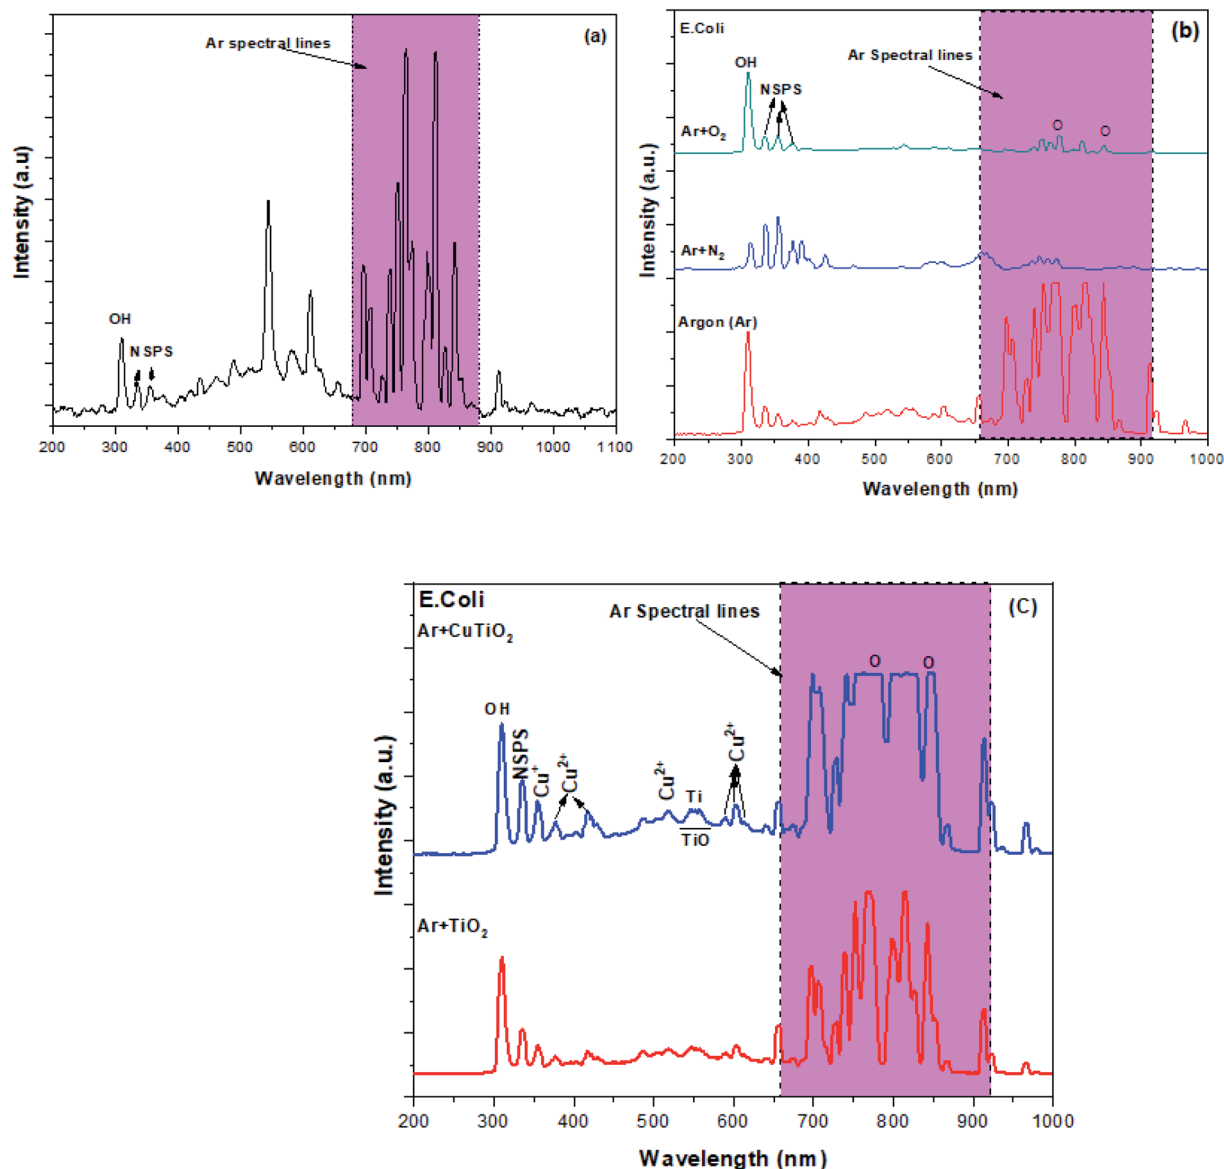 (a)
Ar spectral lines
OH
N SPS
Intensity (a.u)
200 300 400 500 600 700 800 900 1000 1100
Wavelength (nm)
E.Coli
(b)
Ar Spectral lines
OH
NSPS
Ar+O₂
O O
Ar+N₂
Argon (Ar)
Intensity (a.u.)
200 300 400 500 600 700 800 900 1000
Wavelength (nm)
E.Coli
(C)
Ar Spectral lines
Ar+CuTiO₂
O O
OH
NSPS
Cu⁺
Cu²⁺
Cu²⁺
Ti
TiO
Cu²⁺
Ar+TiO₂
Intensity (a.u.)
200 300 400 500 600 700 800 900 1000
Wavelength (nm)